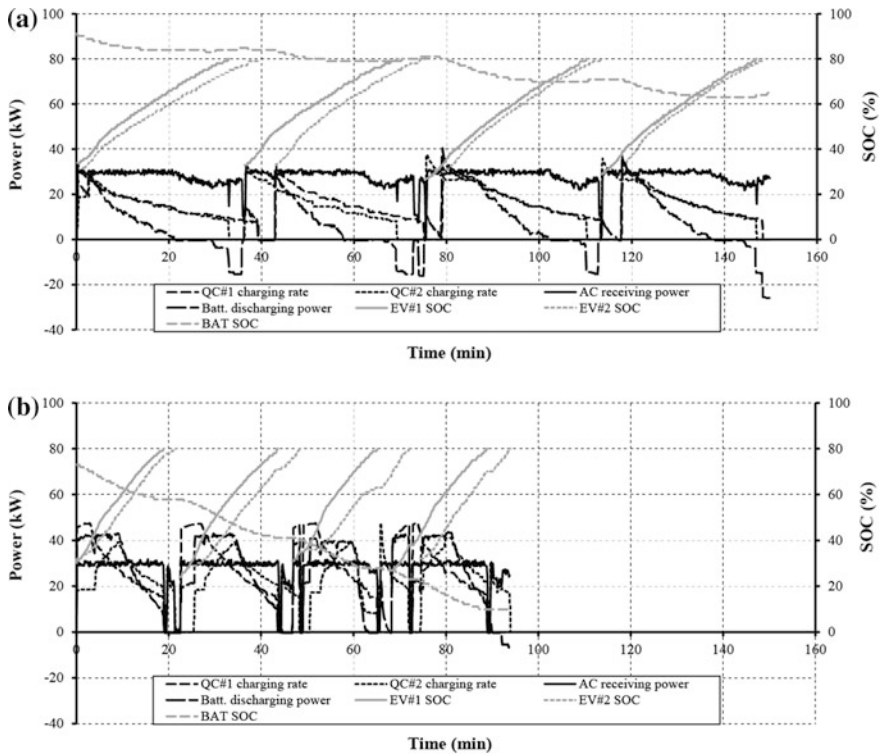 (a)
100
80
60
40
20
0
-20
-40
Power (kW)
100
80
60
40
20
0
SOC (%)
0 20 40 60 80 100 120 140 160
QC#1 charging rate QC#2 charging rate AC receiving power
Batt. discharging power EV#1 SOC EV#2 SOC
BAT SOC
Time (min)
(b)
100
80
60
40
20
0
-20
-40
Power (kW)
100
80
60
40
20
0
SOC (%)
0 20 40 60 80 100 120 140 160
QC#1 charging rate QC#2 charging rate AC receiving power
Batt. discharging power EV#1 SOC EV#2 SOC
BAT SOC
Time (min)